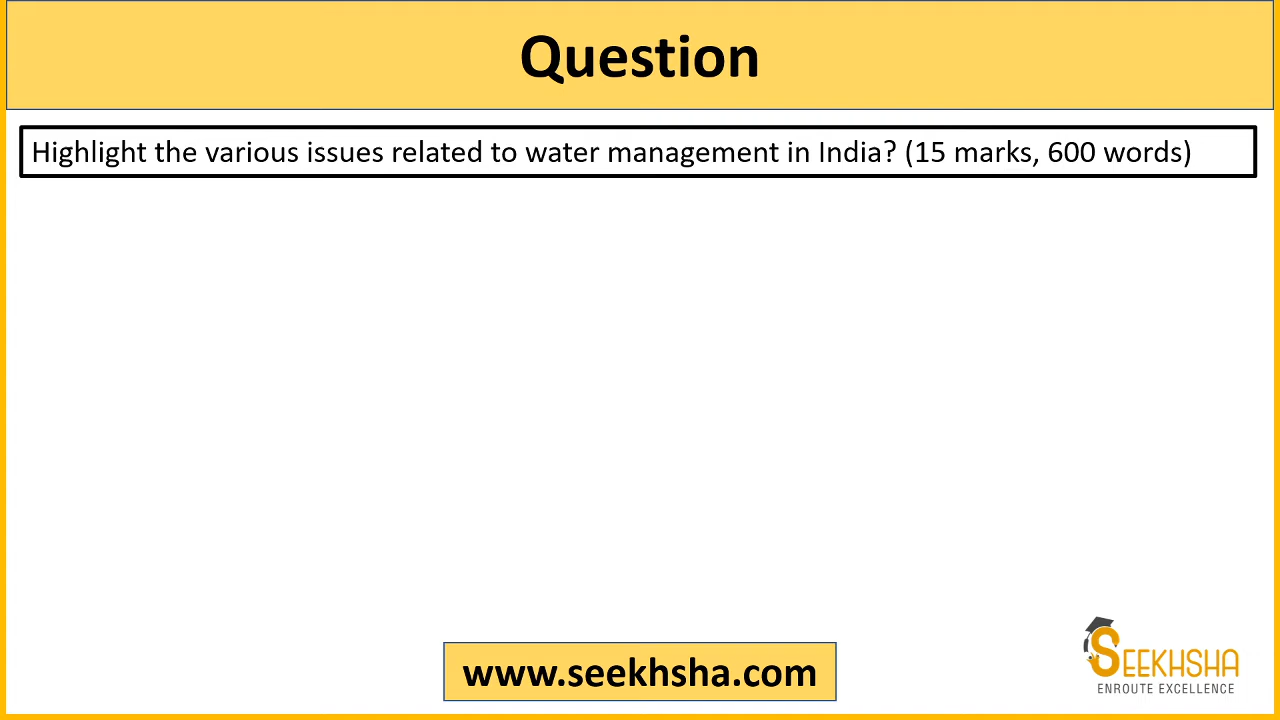 Question
Highlight the various issues related to water management in India? (15 marks, 600 words)
www.seekhsha.com
SEEKHSHA
ENROUTE EXCELLENCE